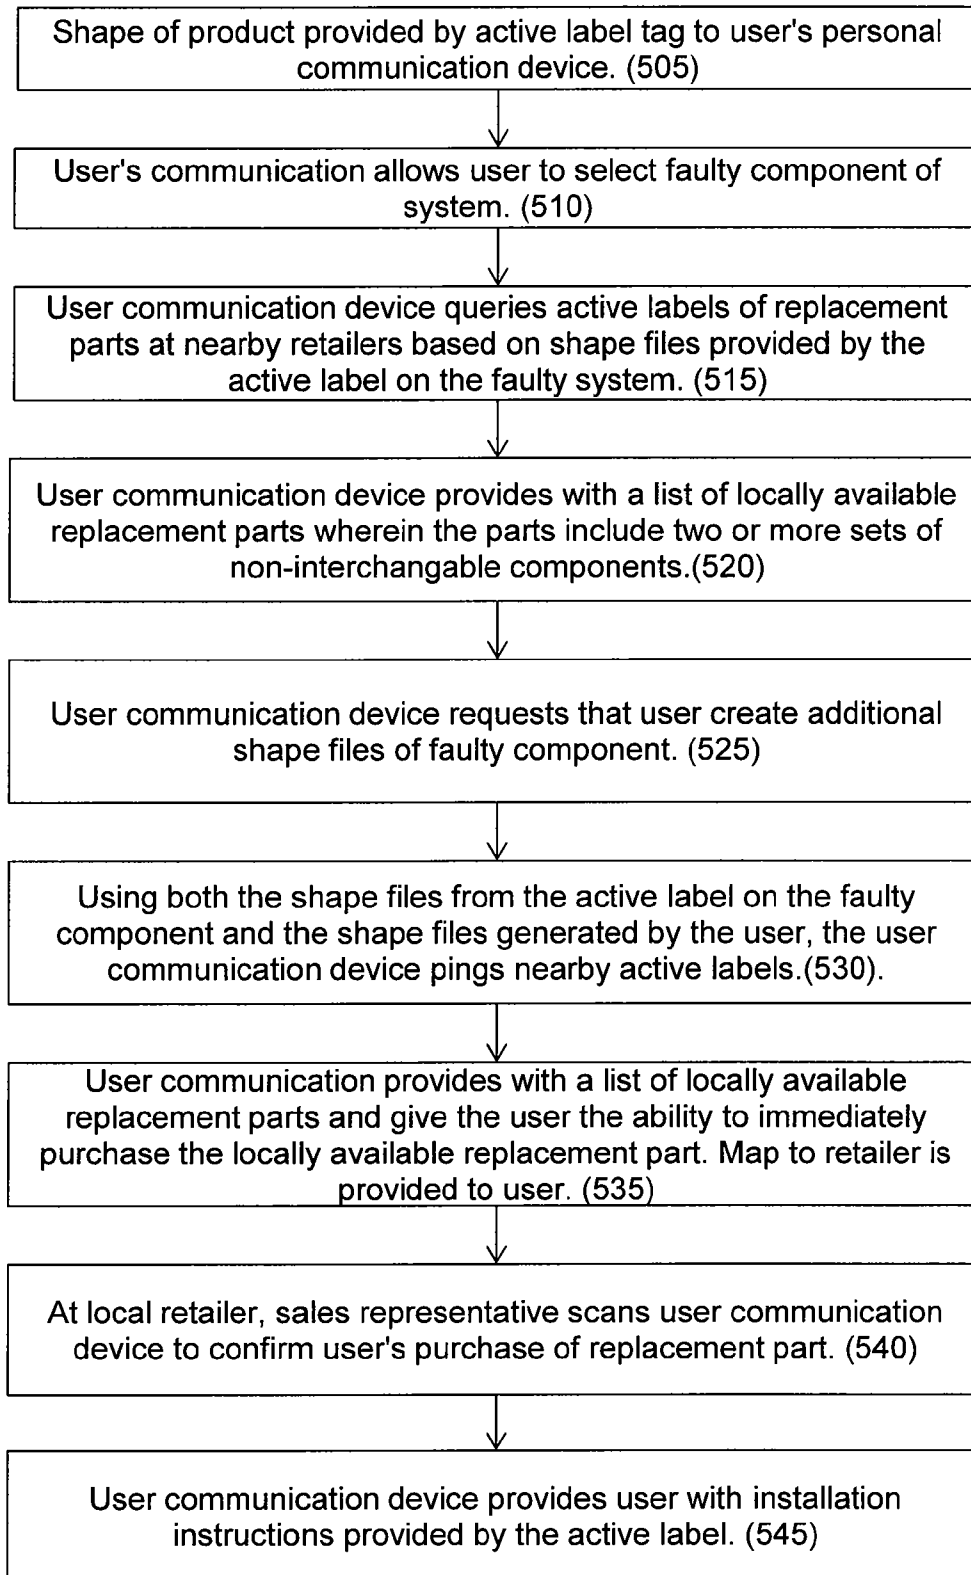 Shape of product provided by active label tag to user's personal
communication device. (505)
User's communication allows user to select faulty component of
system. (510)
User communication device queries active labels of replacement
parts at nearby retailers based on shape files provided by the
active label on the faulty system. (515)
User communication device provides with a list of locally available
replacement parts wherein the parts include two or more sets of
non-interchangable components.(520)
User communication device requests that user create additional
shape files of faulty component. (525)
Using both the shape files from the active label on the faulty
component and the shape files generated by the user, the user
communication device pings nearby active labels.(530).
User communication provides with a list of locally available
replacement parts and give the user the ability to immediately
purchase the locally available replacement part. Map to retailer is
provided to user. (535)
At local retailer, sales representative scans user communication
device to confirm user's purchase of replacement part. (540)
User communication device provides user with installation
instructions provided by the active label. (545)